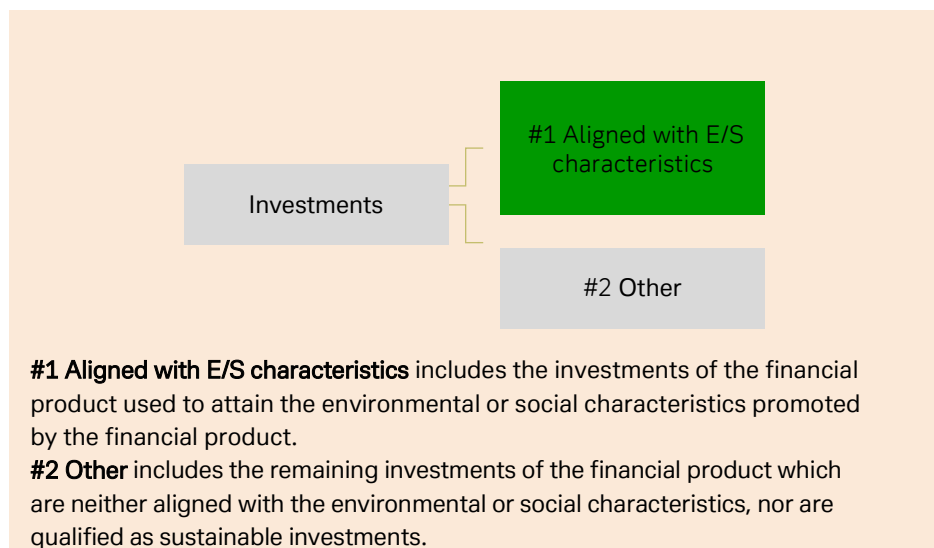 #1 Aligned with E/S
characteristics
Investments
#2 Other
#1 Aligned with E/S characteristics includes the investments of the financial
product used to attain the environmental or social characteristics promoted
by the financial product.
#2 Other includes the remaining investments of the financial product which
are neither aligned with the environmental or social characteristics, nor are
qualified as sustainable investments.